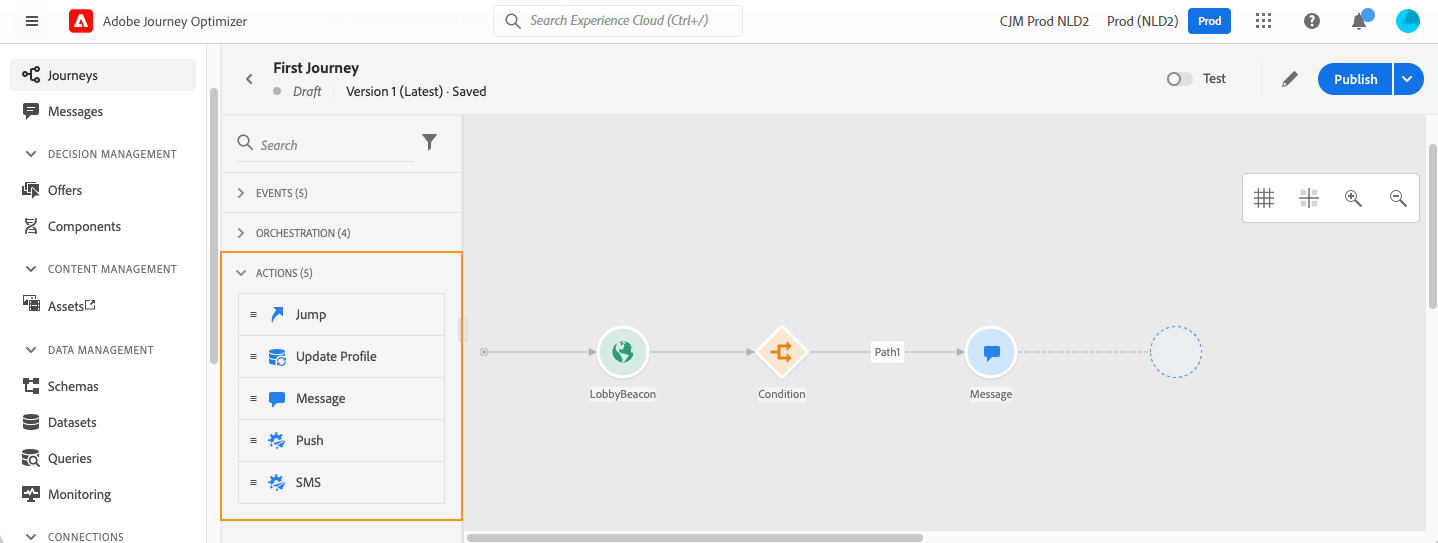 Adobe Journey Optimizer
Search Experience Cloud (Ctrl+/)
CJM Prod NLD2
Prod (NLD2)
Prod
Journeys
Messages
DECISION MANAGEMENT
Offers
Components
CONTENT MANAGEMENT
Assets
DATA MANAGEMENT
Schemas
Datasets
Queries
Monitoring
CONNECTIONS
First Journey
Draft
Version 1 (Latest) · Saved
Test
Publish
Search
EVENTS (5)
ORCHESTRATION (4)
ACTIONS (5)
Jump
Update Profile
Message
Push
SMS
LobbyBeacon
Condition
Path1
Message